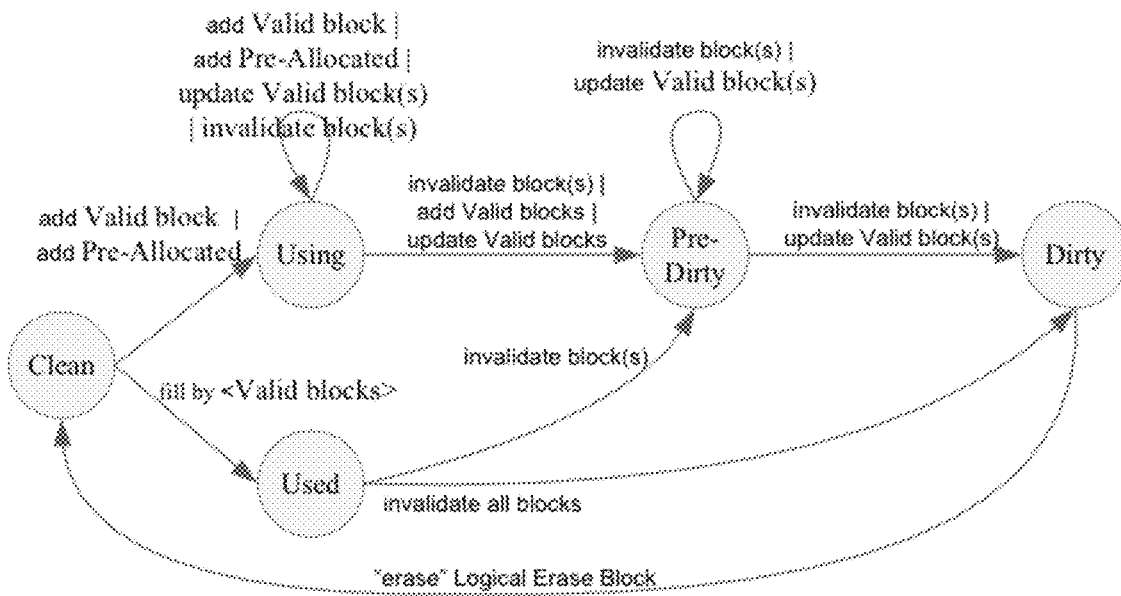 add Valid block |
add Pre-Allocated |
update Valid block(s)
| invalidate block(s)
invalidate block(s) |
update Valid block(s)
add Valid block |
add Pre-Allocated
Using
invalidate block(s) |
add Valid blocks |
update Valid blocks
Pre-
Dirty
invalidate block(s) |
update Valid block(s)
Dirty
Clean
fill by <Valid blocks>
invalidate block(s)
Used
invalidate all blocks
"erase" Logical Erase Block